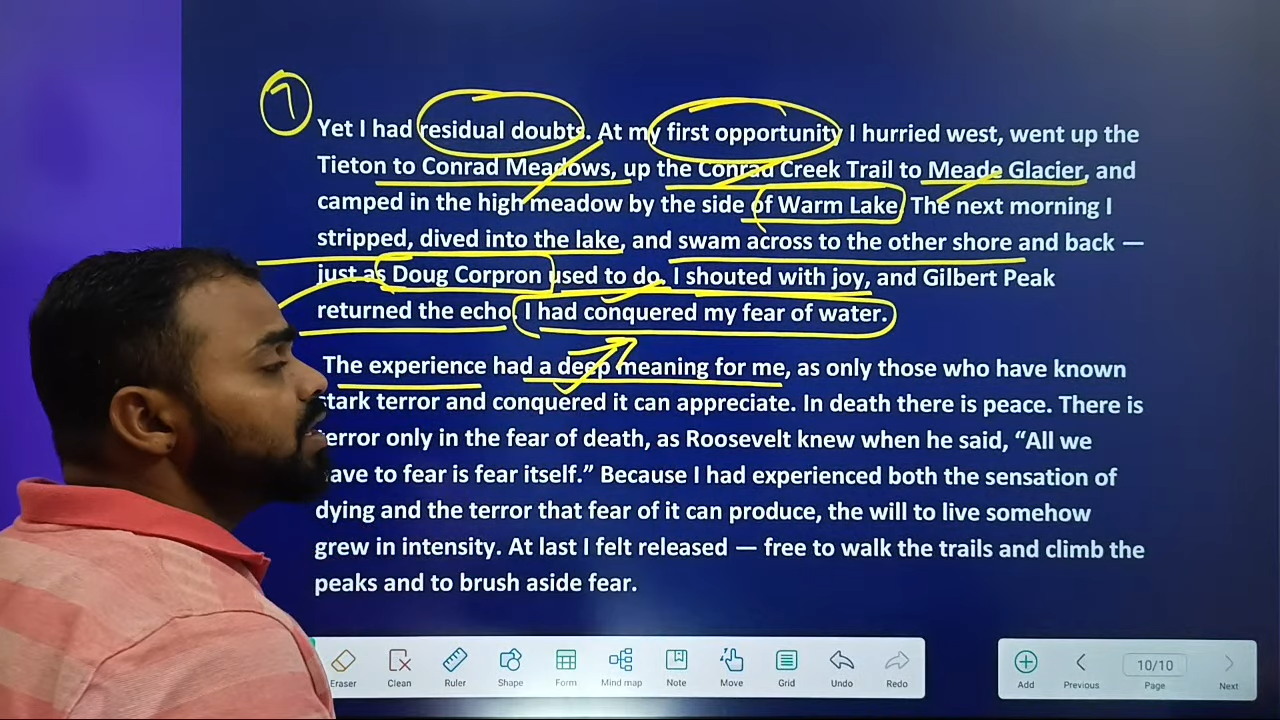 7
Yet I had residual doubts. At my first opportunity I hurried west, went up the
Tieton to Conrad Meadows, up the Conrad Creek Trail to Meade Glacier, and
camped in the high meadow by the side of Warm Lake. The next morning I
stripped, dived into the lake, and swam across to the other shore and back —
just as Doug Corpron used to do. I shouted with joy, and Gilbert Peak
returned the echo. I had conquered my fear of water.
The experience had a deep meaning for me, as only those who have known
stark terror and conquered it can appreciate. In death there is peace. There is
terror only in the fear of death, as Roosevelt knew when he said, “All we
have to fear is fear itself.” Because I had experienced both the sensation of
dying and the terror that fear of it can produce, the will to live somehow
grew in intensity. At last I felt released — free to walk the trails and climb the
peaks and to brush aside fear.
Eraser Clean Ruler Shape Form Mind map Note Move Grid Undo Redo
10/10
Add Previous Page Next